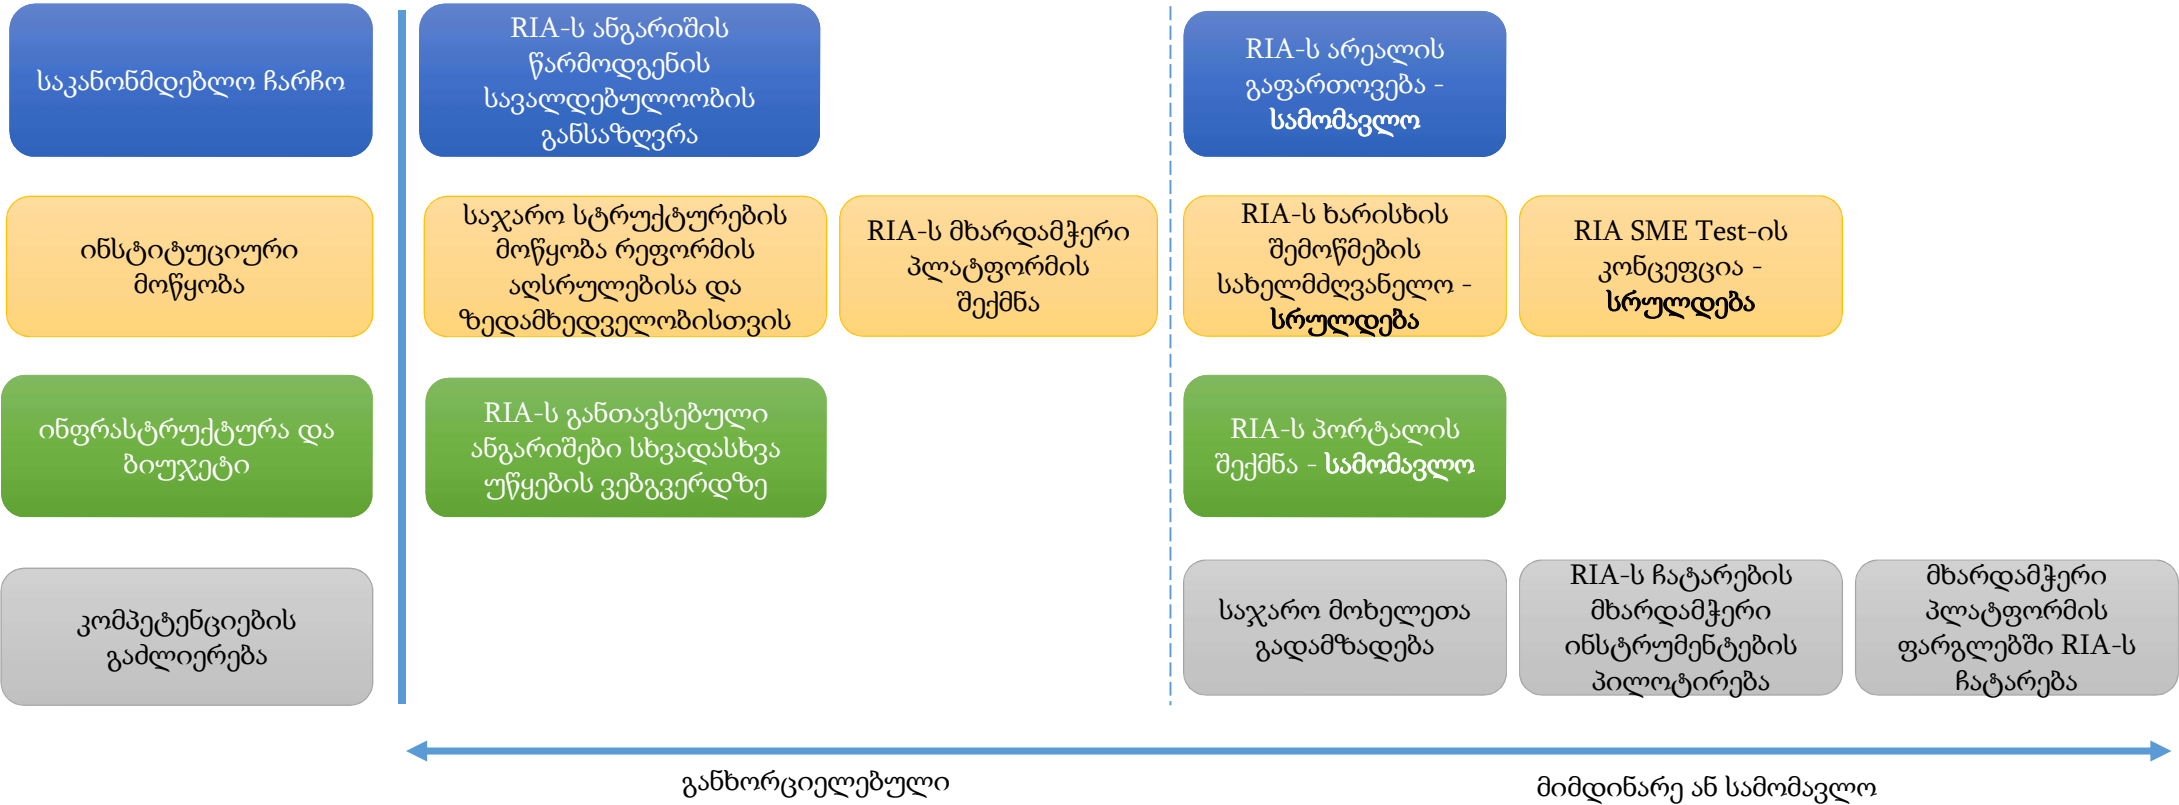 საკანონმდებლო ჩარჩო
RIA-ს ანგარიშის
წარმოდგენის
სავალდებულოობის
განსაზღვრა
RIA-ს არეალის
გაფართოვება -
სამომავლო
ინსტიტუციური
მოწყობა
საჯარო სტრუქტურების
მოწყობა რეფორმის
აღსრულებისა და
ზედამხედველობისთვის
RIA-ს მხარდამჭერი
პლატფორმის
შექმნა
RIA-ს ხარისხის
შემოწმების
სახელმძღვანელო -
სრულდება
RIA SME Test-ის
კონცეფცია -
სრულდება
ინფრასტრუქტურა და
ბიუჯეტი
RIA-ს განთავსებული
ანგარიშები სხვადასხვა
უწყების ვებგვერდზე
RIA-ს პორტალის
შექმნა - სამომავლო
კომპეტენციების
გაძლიერება
საჯარო მოხელეთა
გადამზადება
RIA-ს ჩატარების
მხარდამჭერი
ინსტრუმენტების
პილოტირება
მხარდამჭერი
პლატფორმის
ფარგლებში RIA-ს
ჩატარება
განხორციელებული
მიმდინარე ან სამომავლო